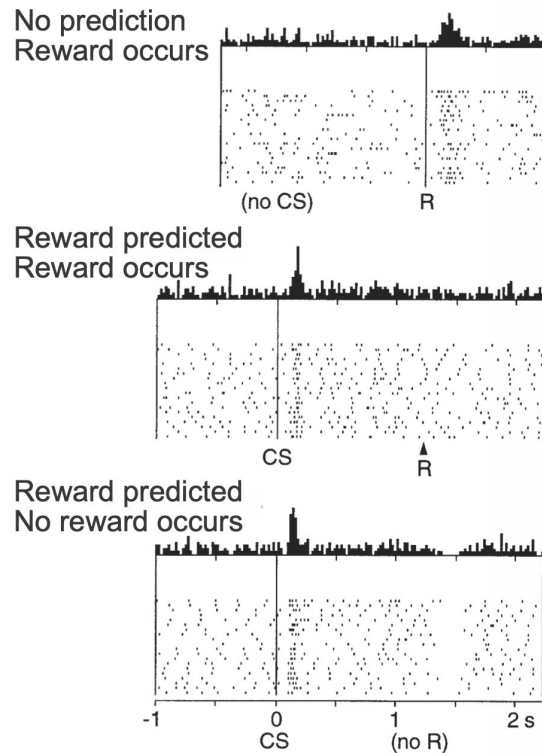 No prediction
Reward occurs
(no CS)
R
Reward predicted
Reward occurs
CS
R
Reward predicted
No reward occurs
-1
0
1
2 s
CS
(no R)